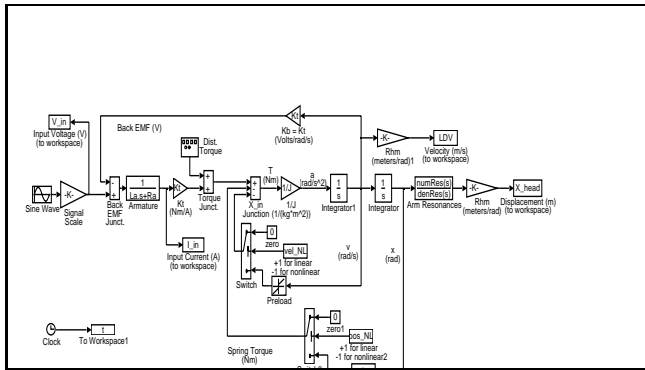 V_in
Input Voltage (V)
(to workspace)
Back EMF (V)
Dist.
Torque
Kt
Kb = Kt
(Volts/rad/s)
-K-
Rhm
(meters/rad)1
LDV
Velocity (m/s)
(to workspace)
Sine Wave
-K-
Signal
Scale
-
+
Back
EMF
Junct.
1
La.s+Ra
Armature
Kt
Kt
(Nm/A)
+
+
Torque
Junct.
T
(Nm)
+
-
-
X_in
Junction
1/J
1/J
(1/(kg*m^2))
a
(rad/s^2)
1
s
Integrator1
1
s
Integrator
numRes(s)
denRes(s)
Arm Resonances
-K-
Rhm
(meters/rad)
X_head
Displacement (m)
(to workspace)
I_in
Input Current (A)
(to workspace)
0
zero
vel_NL
+1 for linear
-1 for nonlinear
Switch
Preload
v
(rad/s)
x
(rad)
Clock
t
To Workspace1
Spring Torque
(Nm)
0
zero1
pos_NL
+1 for linear
-1 for nonlinear2